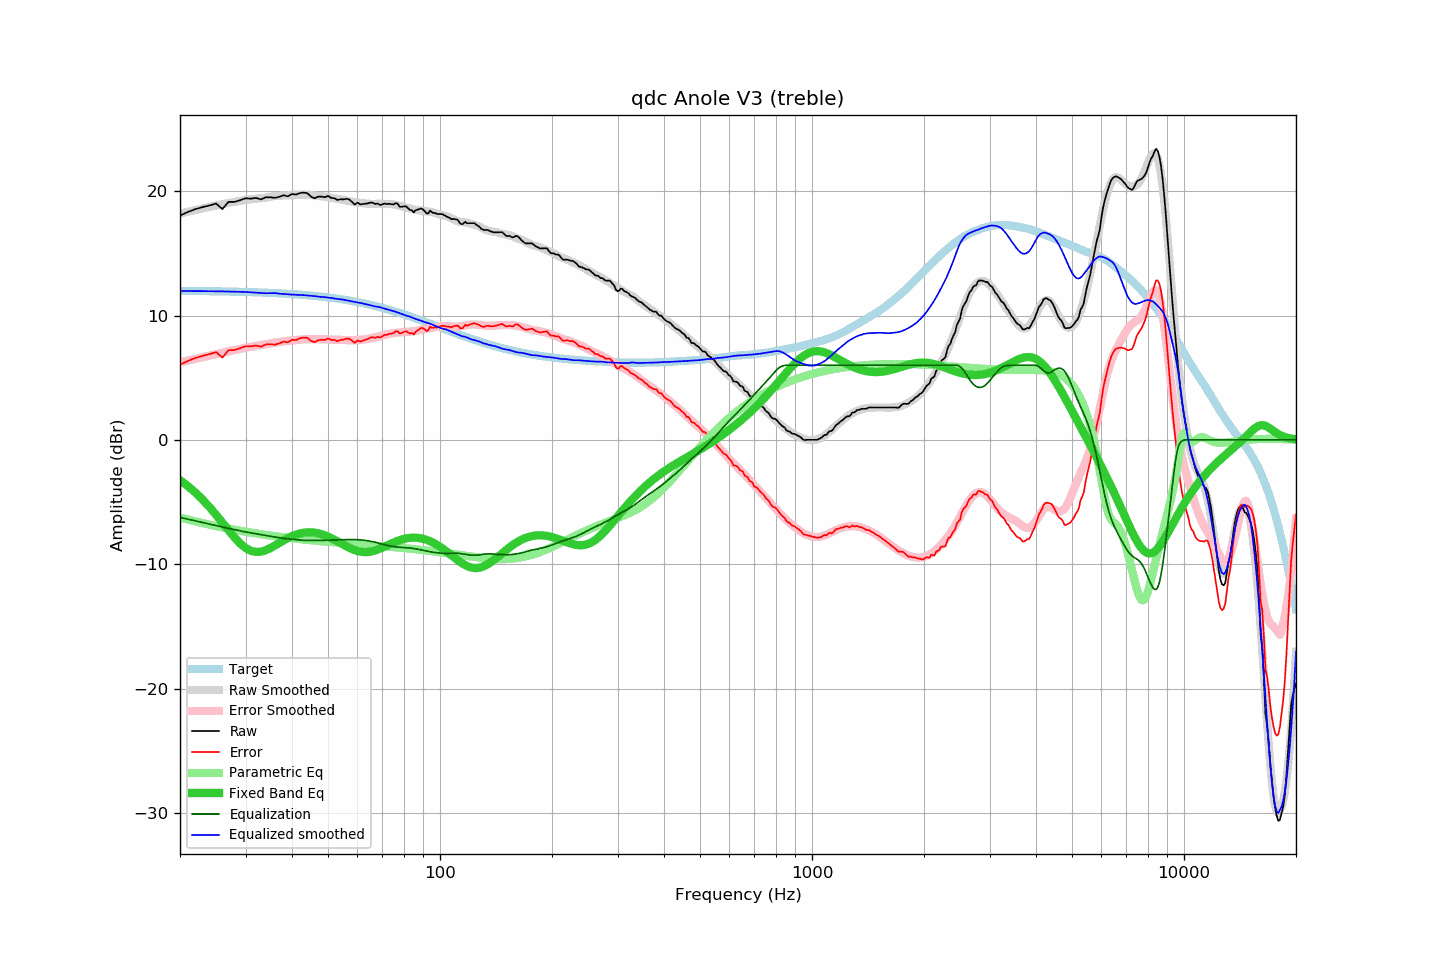 qdc Anole V3 (treble)
Amplitude (dBr)
20
10
0
−10
−20
−30
Target
Raw Smoothed
Error Smoothed
Raw
Error
Parametric Eq
Fixed Band Eq
Equalization
Equalized smoothed
100
1000
10000
Frequency (Hz)